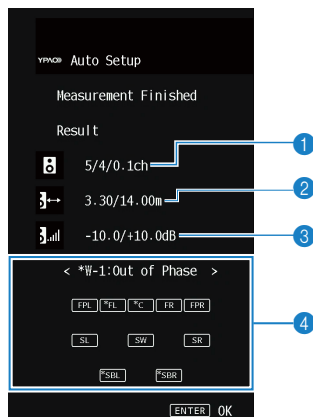 YPAO Auto Setup
Measurement Finished
Result
5/4/0.1ch
1
3.30/14.00m
2
-10.0/+10.0dB
3
< *W-1:Out of Phase >
FPL *FL *C FR FPR
4
SL SW SR
*SBL *SBR
ENTER OK